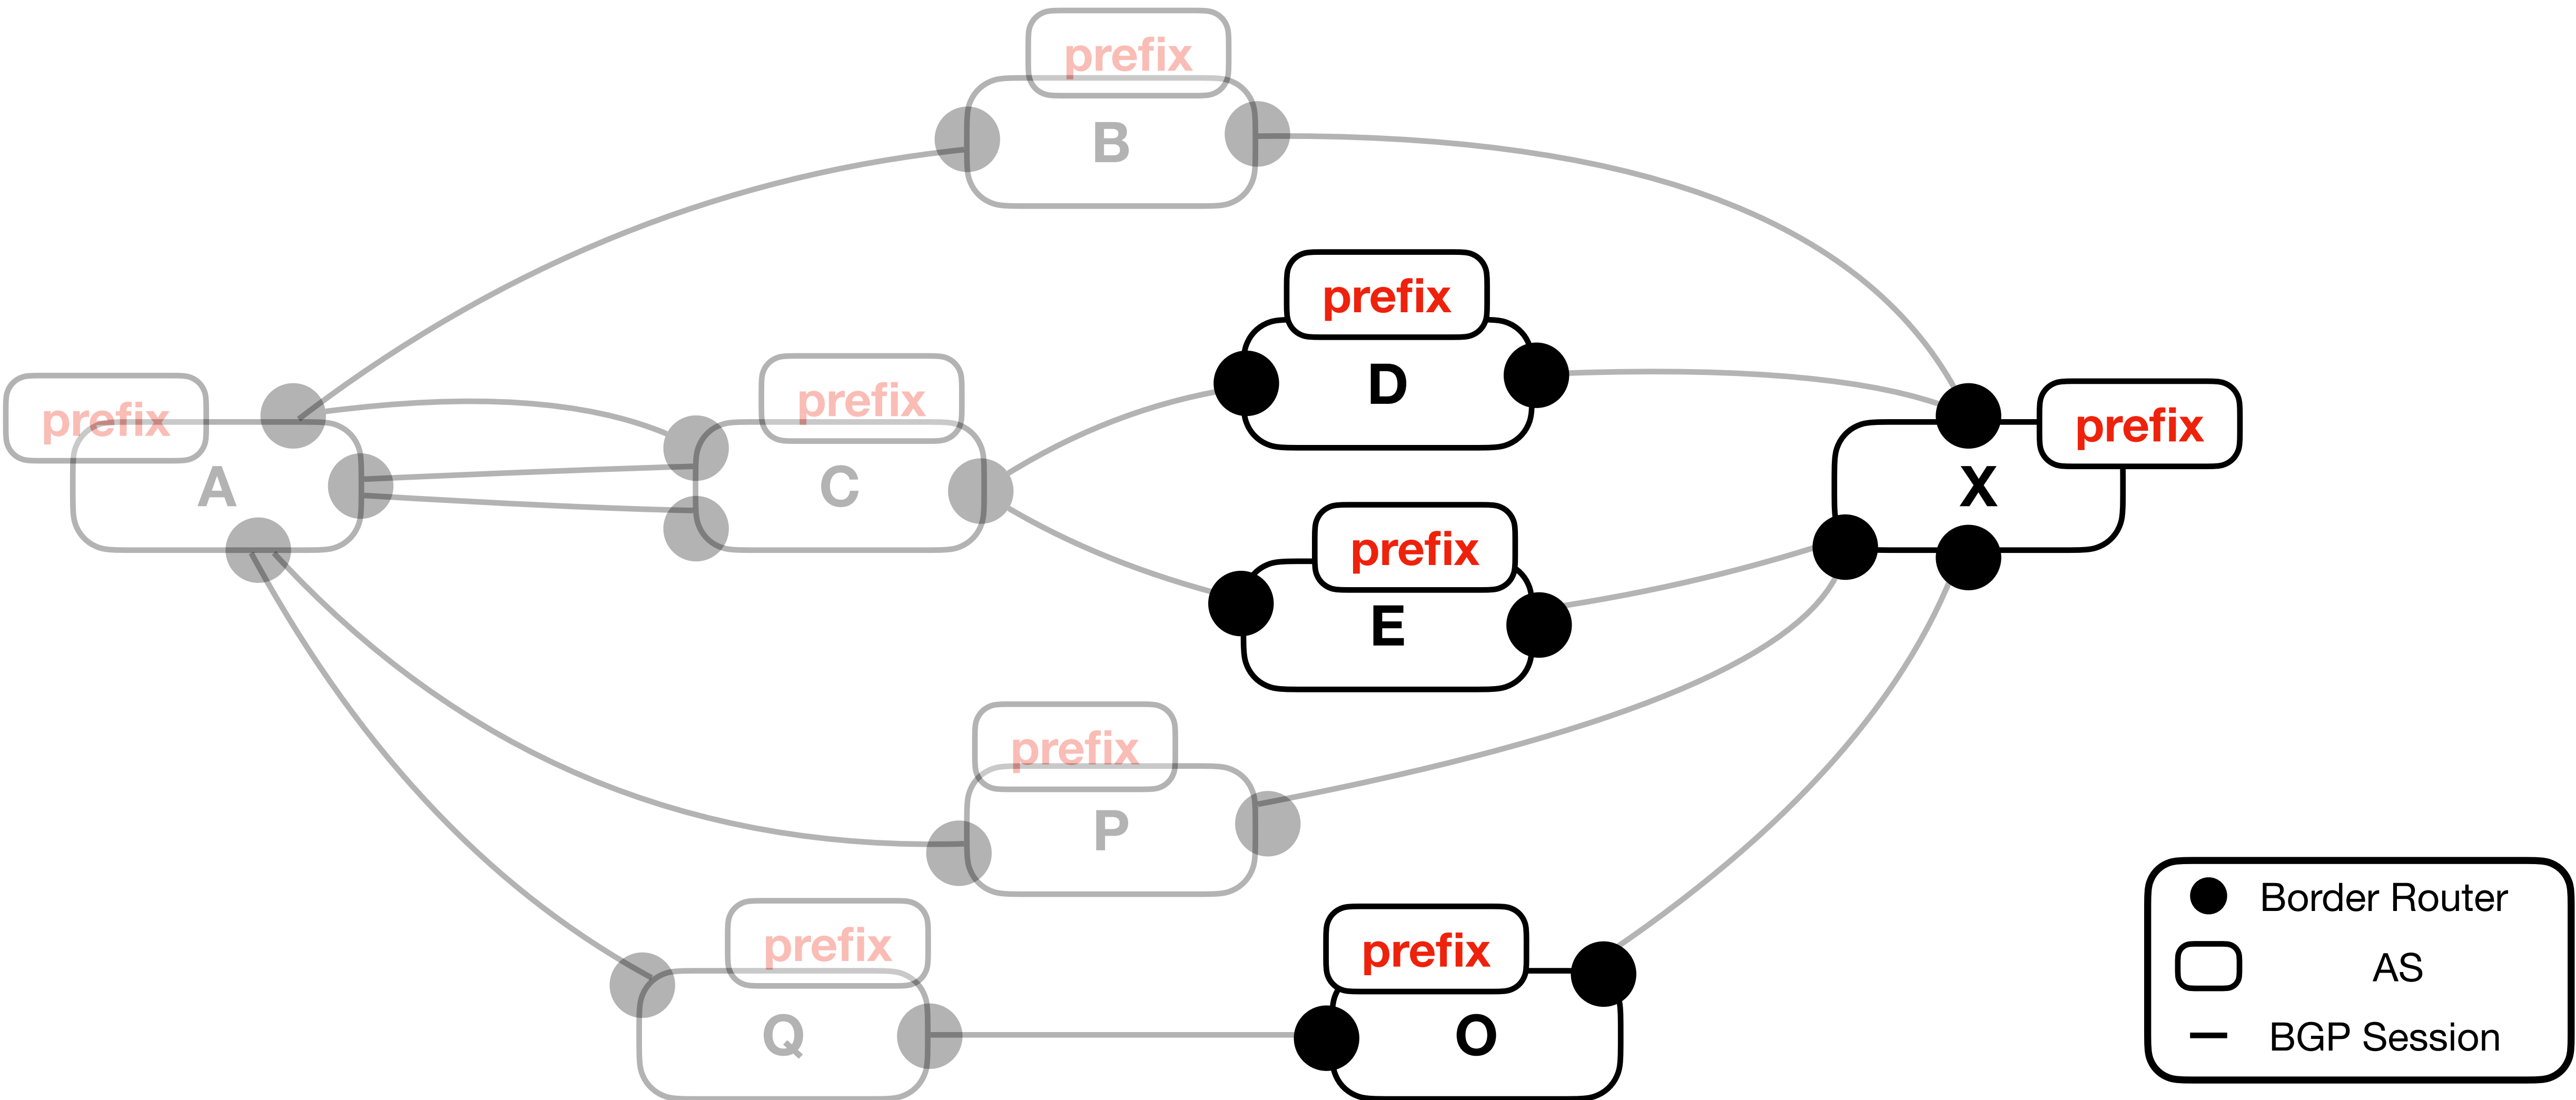 prefix
B
prefix
D
prefix
A
prefix
C
prefix
X
prefix
E
prefix
P
prefix
Q
prefix
O
Border Router
AS
BGP Session